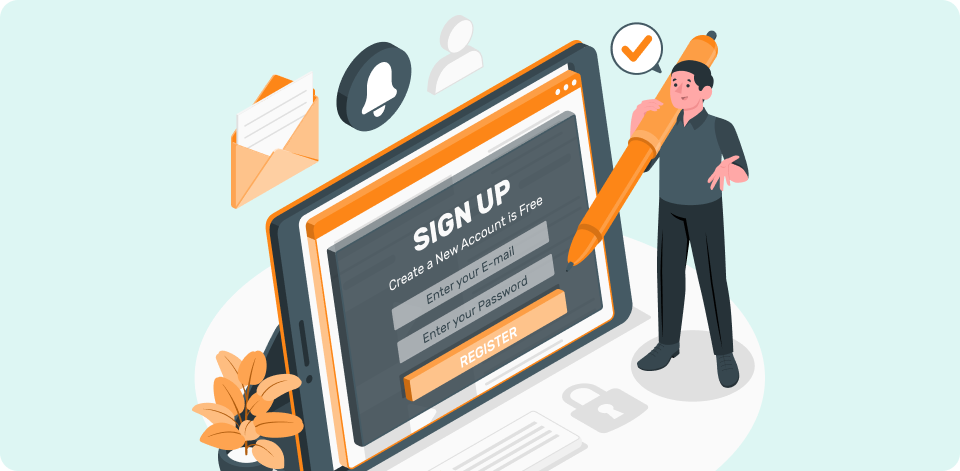 SIGN UP
Create a New Account is Free
Enter your E-mail
Enter your Password
REGISTER